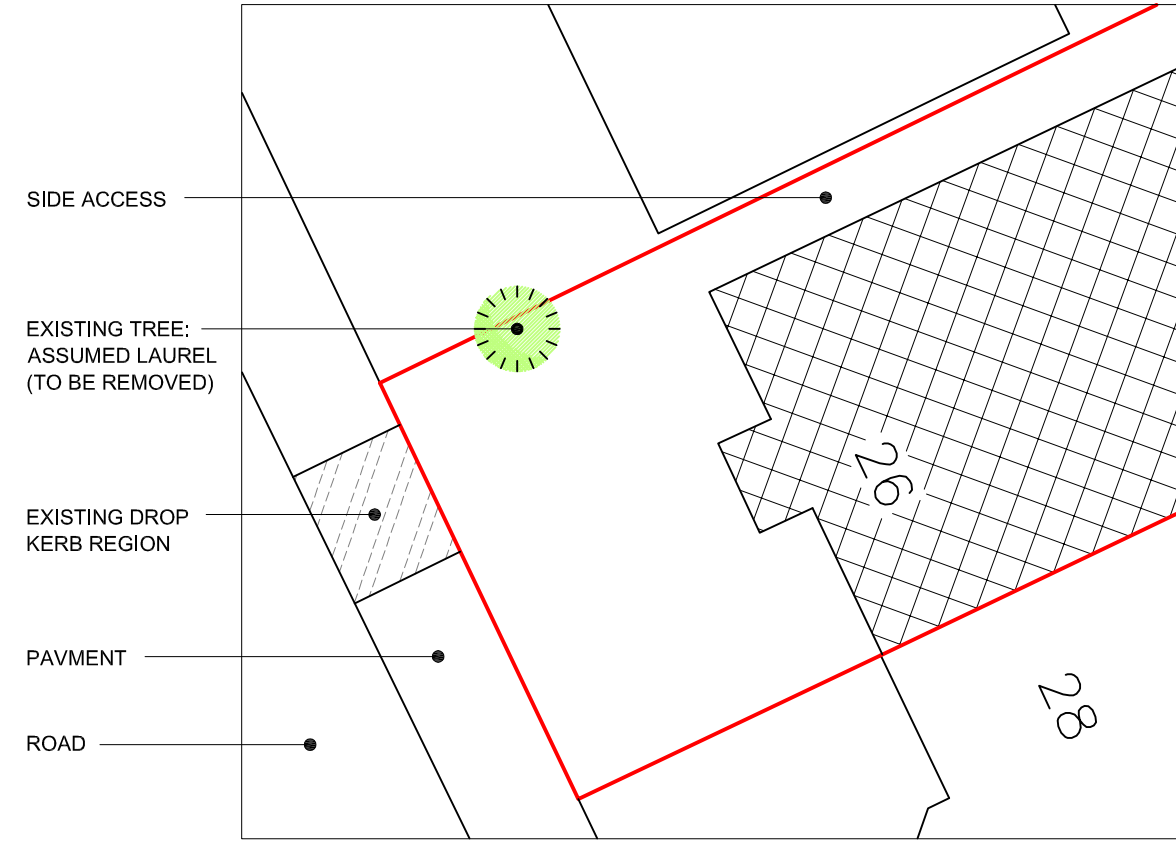 SIDE ACCESS
EXISTING TREE:
ASSUMED LAUREL
(TO BE REMOVED)
EXISTING DROP
KERB REGION
PAVMENT
ROAD
26
28